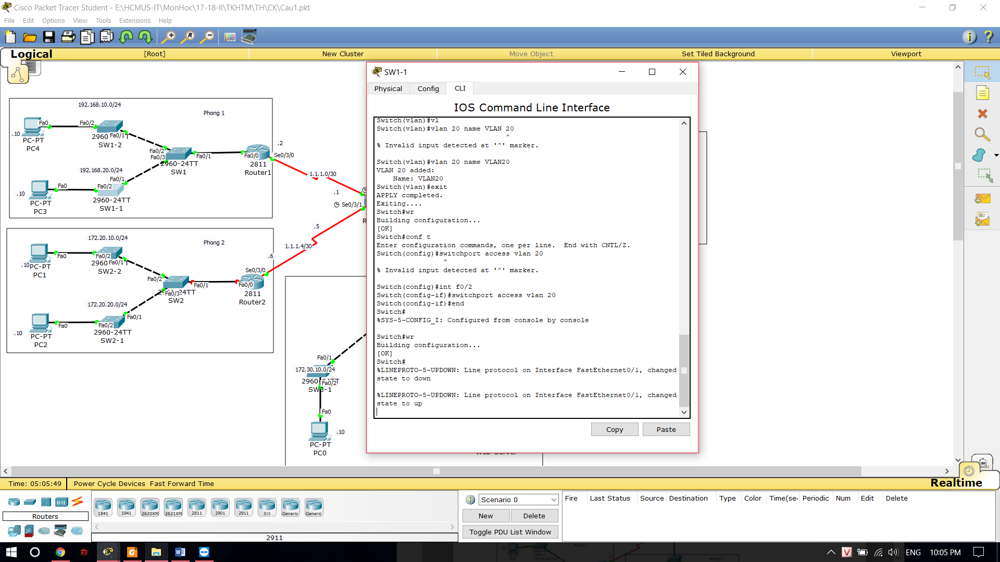 Cisco Packet Tracer Student - E:\HCMUS-IT\MonHoc\17-18-II\TKHTM\TH\CK\Cau1.pkt
File Edit Options View Tools Extensions Help
Logical [Root] New Cluster Move Object Set Tiled Background Viewport
192.168.10.0/24
Phong 1
Fa0 Fa0/2
.10
PC-PT
PC4
2960 T
Fa0/1
SW1-2
Fa0/2
Fa0/3
Fa0/1
2960-24TT
SW1
Fa0/0
2811
Router1
.2
Se0/3/0
192.168.20.0/24
Fa0/1
Fa0 Fa0/2
.10
PC-PT
PC3
2960-24TT
SW1-1
1.1.1.0/30
.1
Se0/3/1
R
.5
1.1.1.4/30
.6
172.20.10.0/24
Phong 2
Fa0 Fa0/2
.10
PC-PT
PC1
2960 T
Fa0/1
SW2-2
Fa0/2
Fa0/3
Fa0/1
24TT
SW2
Se0/3/0
Fa0/0
2811
Router2
172.20.20.0/24
Fa0/1
Fa0 Fa0/2
.10
PC-PT
PC2
2960-24TT
SW2-1
Fa0/1
172.30.10.0/24
2960 TT
Fa0/2
SW3-1
Fa0
.10
PC-PT
PC0
Web Server
SW1-1
Physical Config CLI
IOS Command Line Interface
Switch(vlan)#vl
Switch(vlan)#vlan 20 name VLAN 20
^
% Invalid input detected at '^' marker.
Switch(vlan)#vlan 20 name VLAN20
VLAN 20 added:
Name: VLAN20
Switch(vlan)#exit
APPLY completed.
Exiting....
Switch#wr
Building configuration...
[OK]
Switch#conf t
Enter configuration commands, one per line.  End with CNTL/Z.
Switch(config)#switchport access vlan 20
^
% Invalid input detected at '^' marker.
Switch(config)#int f0/2
Switch(config-if)#switchport access vlan 20
Switch(config-if)#end
Switch#
%SYS-5-CONFIG_I: Configured from console by console
Switch#wr
Building configuration...
[OK]
Switch#
%LINEPROTO-5-UPDOWN: Line protocol on Interface FastEthernet0/1, changed
state to down
%LINEPROTO-5-UPDOWN: Line protocol on Interface FastEthernet0/1, changed
state to up
Copy Paste
Time: 05:05:49 Power Cycle Devices Fast Forward Time Realtime
Routers
1841 1941 2620XM 2621XM 2811 2901 2911 819 Generic Generic
2911
Scenario 0
New Delete
Toggle PDU List Window
Fire Last Status Source Destination Type Color Time(sec Periodic Num Edit Delete
ENG 10:05 PM